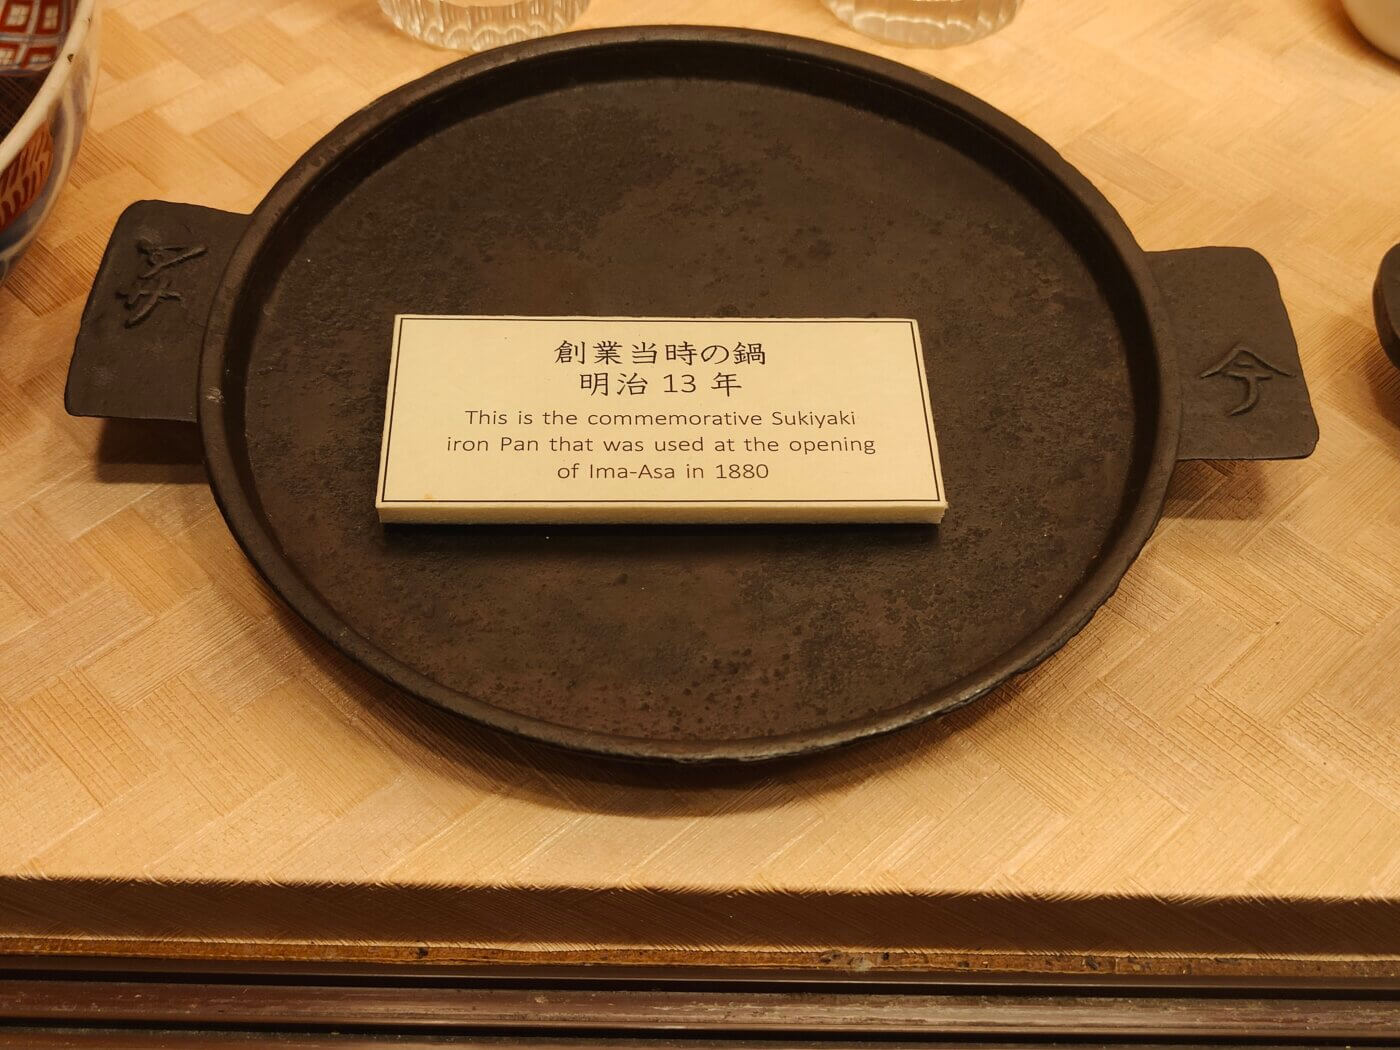 創業当時の鍋
明治 13 年
This is the commemorative Sukiyaki
iron Pan that was used at the opening
of Ima-Asa in 1880
今